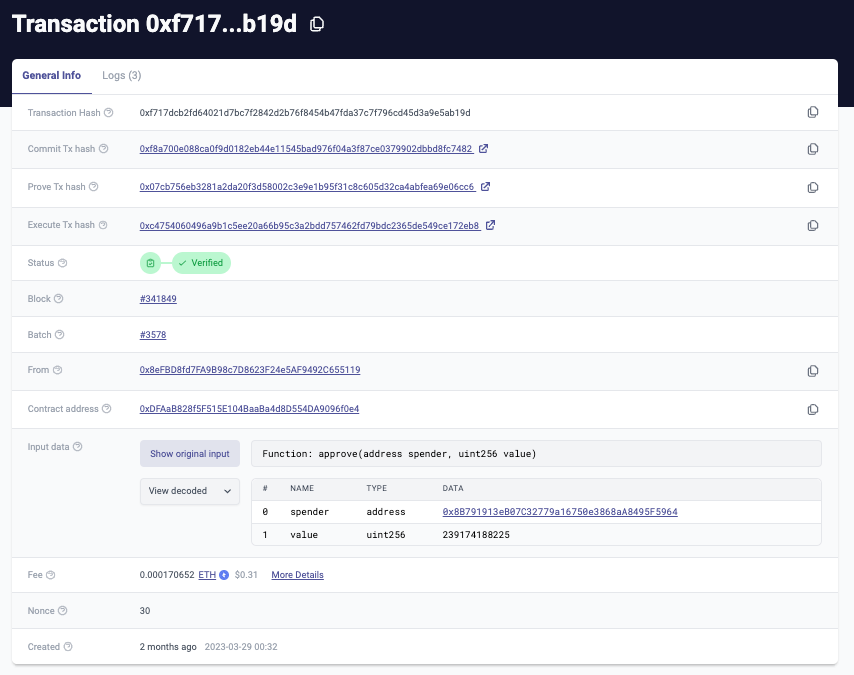 Transaction 0xf717...b19d
General Info Logs (3)
Transaction Hash 0xf717dcb2fd64021d7bc7f2842d2b76f8454b47fda37c7f796cd45d3a9e5ab19d
Commit Tx hash 0xf8a700e088ca0f9d0182eb44e11545bad976f04a3f87ce0379902dbbd8fc7482
Prove Tx hash 0x07cb756eb3281a2da20f3d58002c3e9e1b95f31c8c605d32ca4abfea69e06cc6
Execute Tx hash 0xc4754060496a9b1c5ee20a66b95c3a2bdd757462fd79bdc2365de549ce172eb8
Status Verified
Block #341849
Batch #3578
From 0x8eFBD8fd7FA9B98c7D8623F24e5AF9492C655119
Contract address 0xDFAaB828f5F515E104BaaBa4d8D554DA9096f0e4
Input data Show original input Function: approve(address spender, uint256 value)
View decoded # NAME TYPE DATA
0 spender address 0x8B791913eB07C32779a16750e3868aA8495F5964
1 value uint256 239174188225
Fee 0.000170652 ETH $0.31 More Details
Nonce 30
Created 2 months ago 2023-03-29 00:32